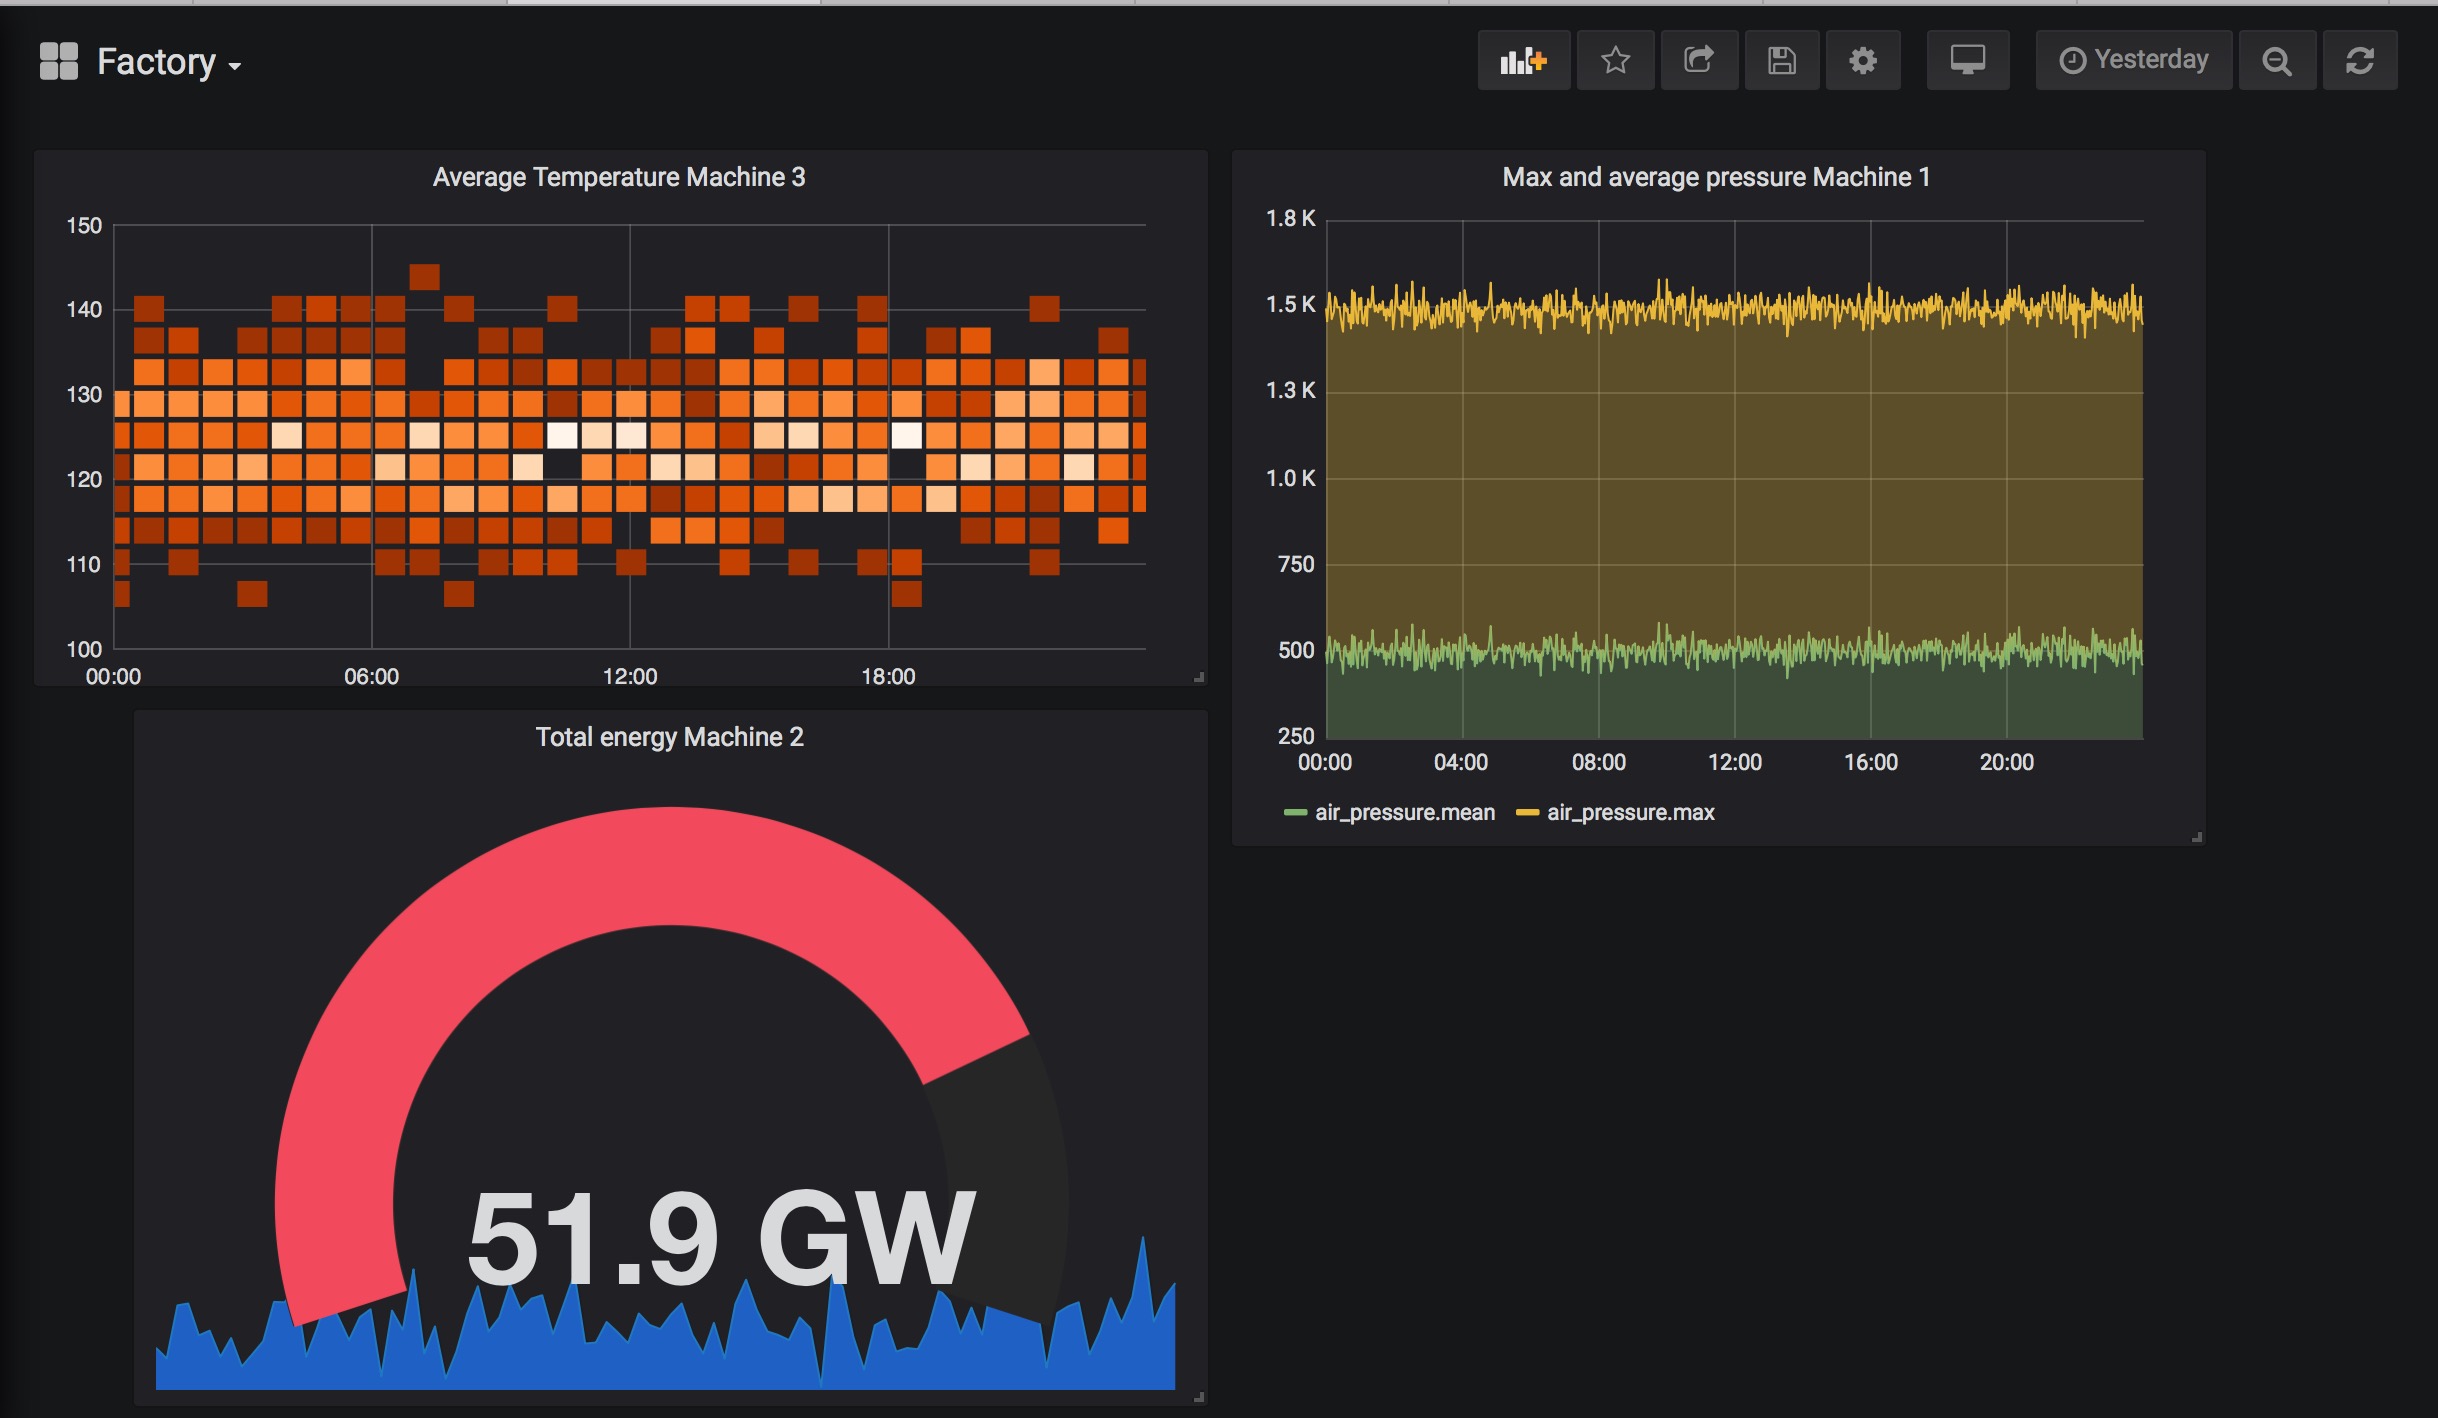 Factory
Yesterday
Average Temperature Machine 3
150
140
130
120
110
100
00:00 06:00 12:00 18:00
Max and average pressure Machine 1
1.8 K
1.5 K
1.3 K
1.0 K
750
500
250
00:00 04:00 08:00 12:00 16:00 20:00
air_pressure.mean air_pressure.max
Total energy Machine 2
51.9 GW